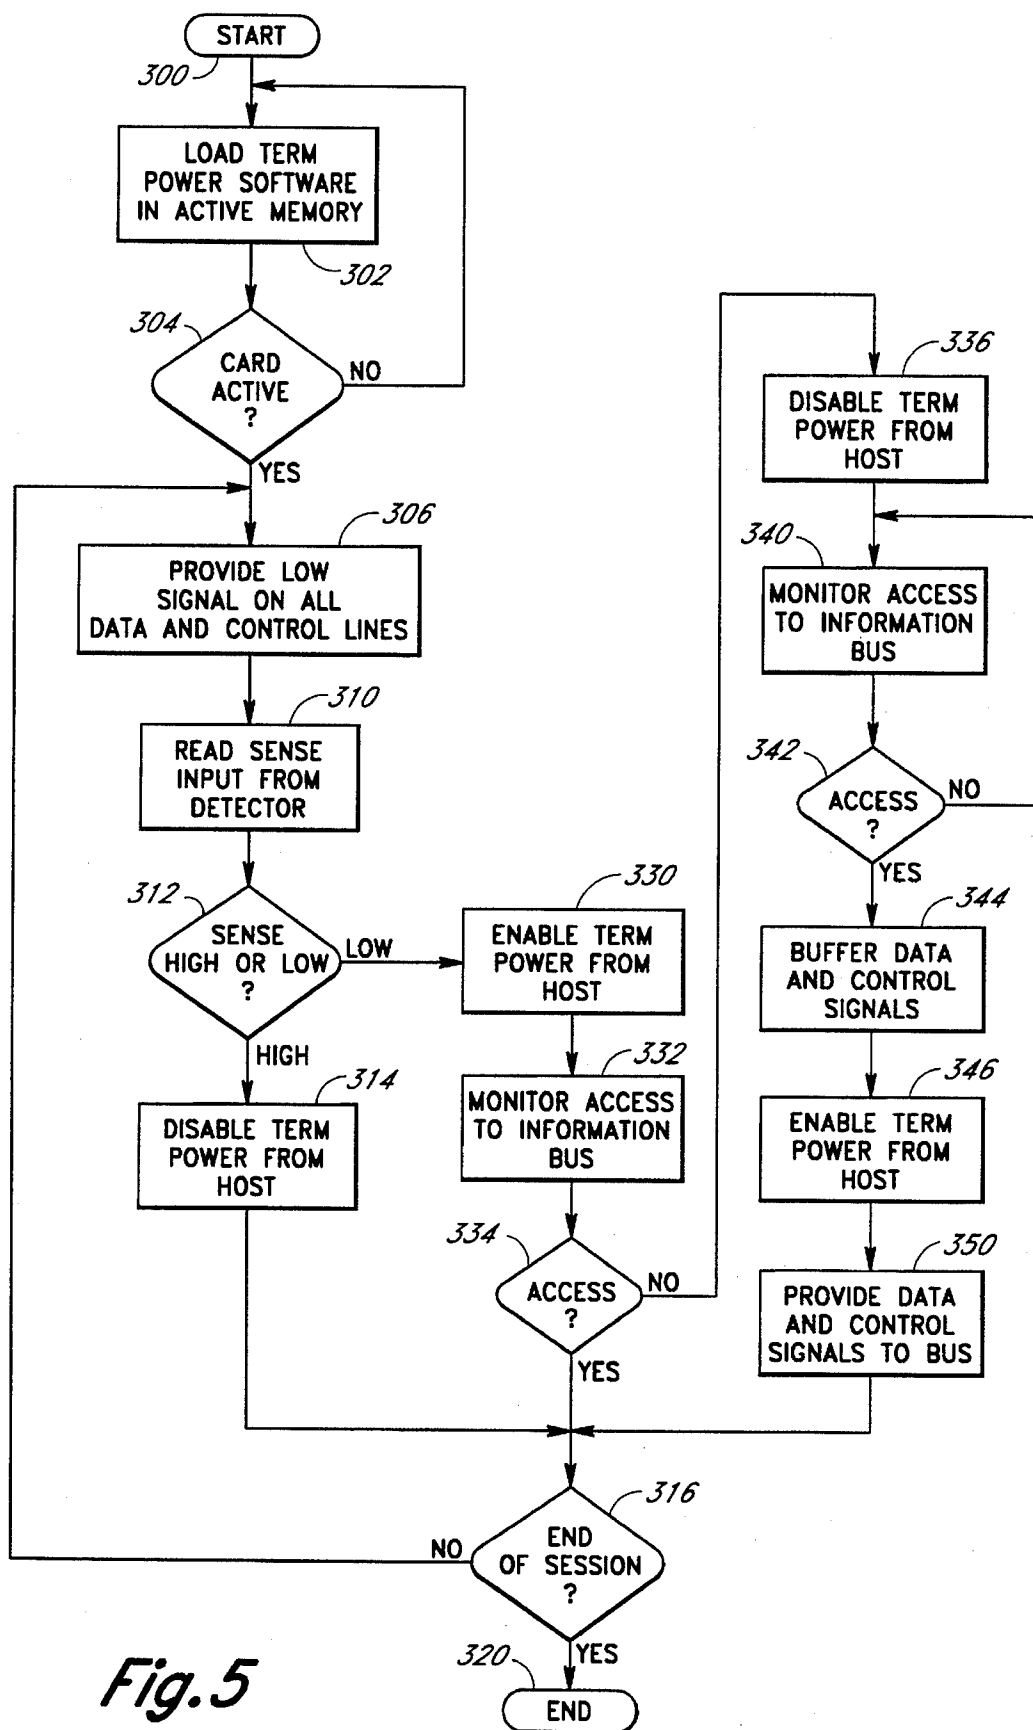 START
300
LOAD TERM
POWER SOFTWARE
IN ACTIVE MEMORY
302
304
CARD
ACTIVE
?
NO
YES
306
PROVIDE LOW
SIGNAL ON ALL
DATA AND CONTROL LINES
310
READ SENSE
INPUT FROM
DETECTOR
312
SENSE
HIGH OR LOW
?
LOW
HIGH
314
DISABLE TERM
POWER FROM
HOST
330
ENABLE TERM
POWER FROM
HOST
332
MONITOR ACCESS
TO INFORMATION
BUS
334
ACCESS
?
NO
YES
336
DISABLE TERM
POWER FROM
HOST
340
MONITOR ACCESS
TO INFORMATION
BUS
342
ACCESS
?
NO
YES
344
BUFFER DATA
AND CONTROL
SIGNALS
346
ENABLE TERM
POWER FROM
HOST
350
PROVIDE DATA
AND CONTROL
SIGNALS TO BUS
316
END
OF SESSION
?
NO
YES
320
END
Fig.5